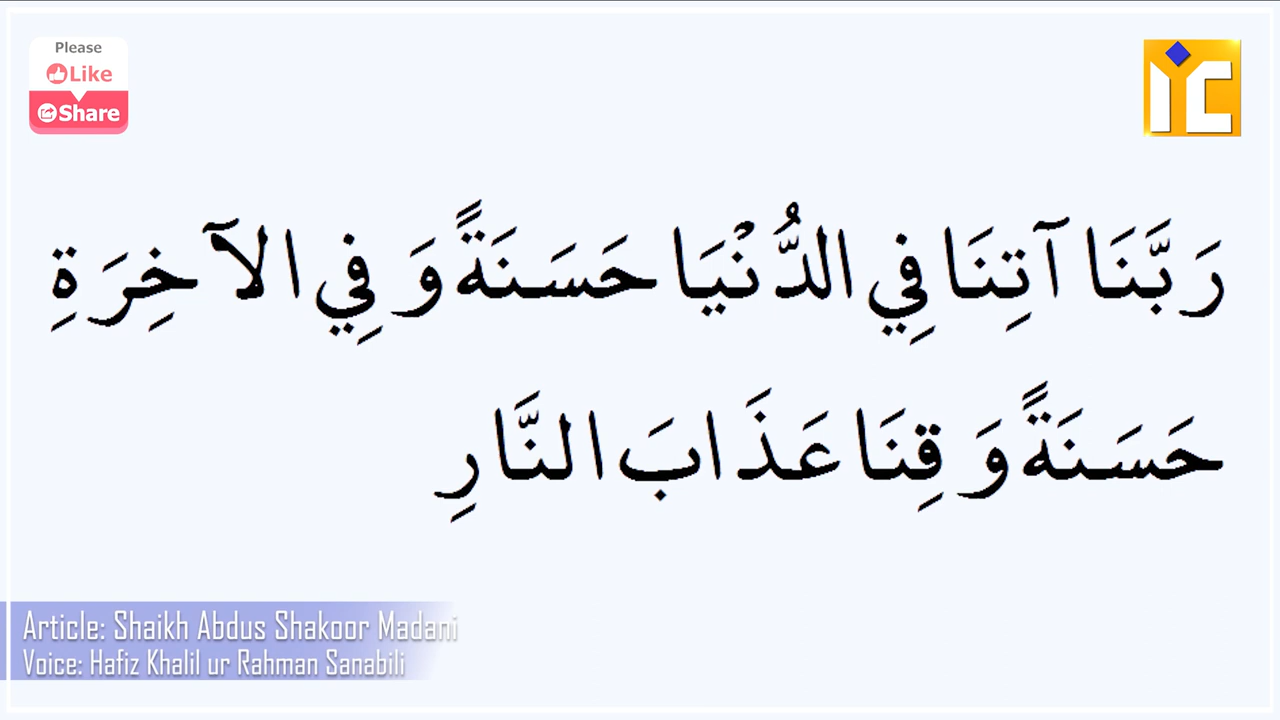 Please
Like
Share
IC
رَبَّنَا آتِنَا فِي الدُّنْيَا حَسَنَةً وَ فِي الآخِرَةِ
حَسَنَةً وَ قِنَا عَذَابَ النَّارِ
Article: Shaikh Abdus Shakoor Madani
Voice: Hafiz Khalil ur Rahman Sanabili